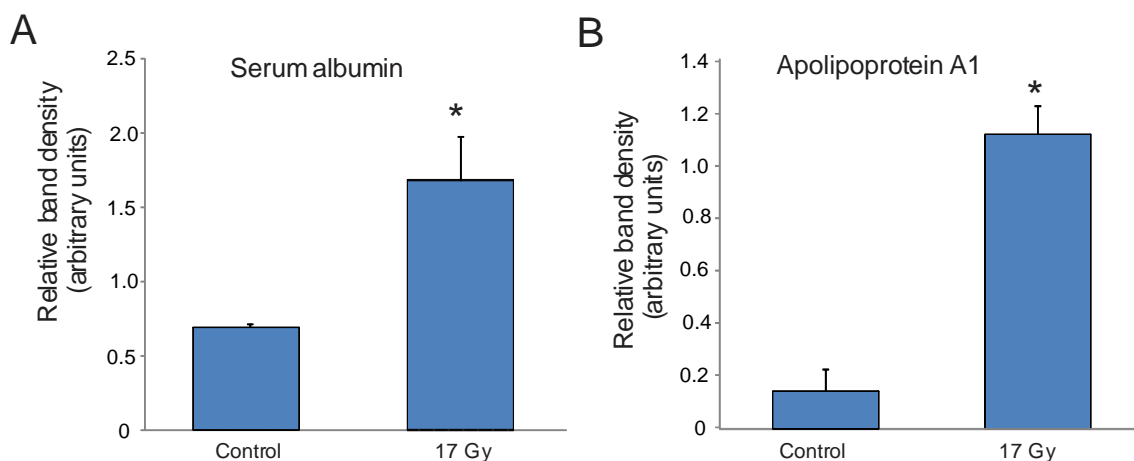 A
Serum albumin
Relative band density
(arbitrary units)
2.5
2.0
1.5
1.0
0.5
0
*
Control
17 Gy
B
Apolipoprotein A1
Relative band density
(arbitrary units)
1.4
1.2
1.0
0.8
0.6
0.4
0.2
0
*
Control
17 Gy